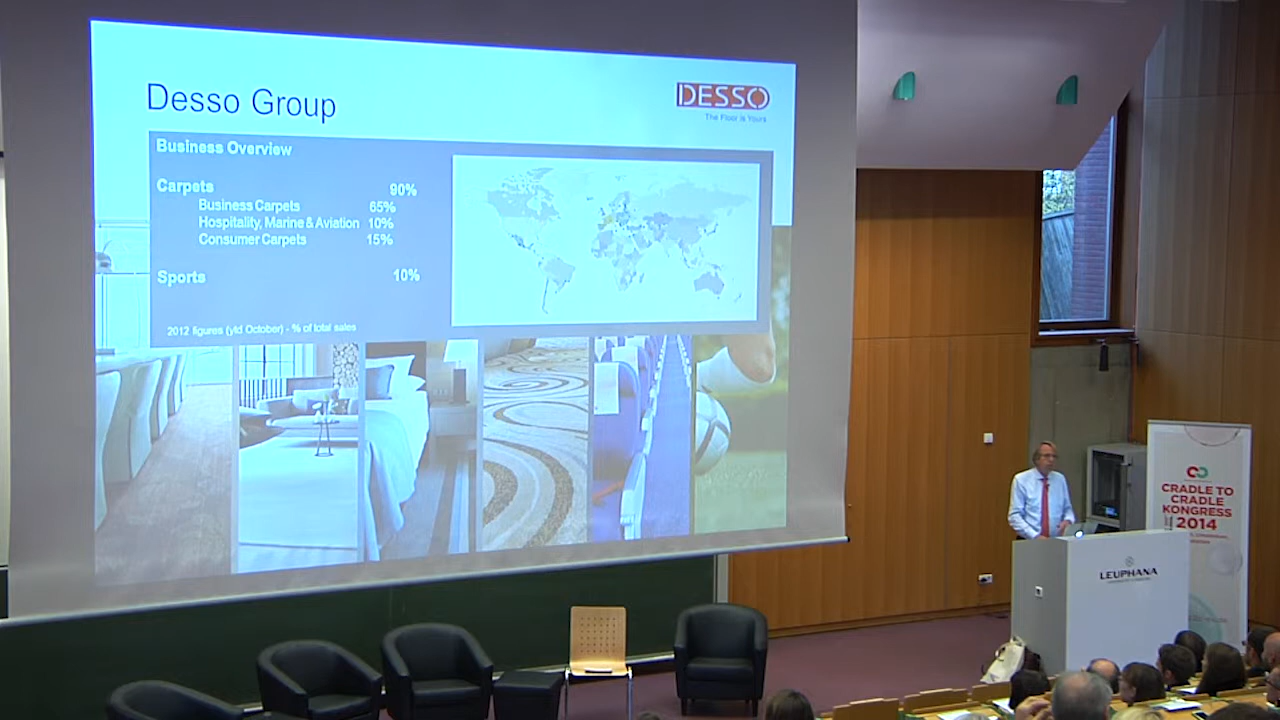 Desso Group
DESSO
The Floor is Yours
Business Overview
Carpets 90%
Business Carpets 65%
Hospitality, Marine & Aviation 10%
Consumer Carpets 15%
Sports 10%
2012 figures (ytd October) - % of total sales
CRADLE TO
CRADLE
KONGRESS
2014
LEUPHANA